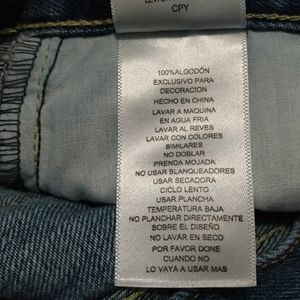 CPY
100%ALGODÓN
EXCLUSIVO PARA
DECORACION
HECHO EN CHINA
LAVAR A MAQUINA
EN AGUA FRIA
LAVAR AL REVES
LAVAR CON COLORES
SIMILARES
NO DOBLAR
PRENDA MOJADA
NO USAR BLANQUEADORES
USAR SECADORA
CICLO LENTO
USAR PLANCHA
TEMPERATURA BAJA
NO PLANCHAR DIRECTAMENTE
SOBRE EL DISEÑO
NO LAVAR EN SECO
POR FAVOR DONE
CUANDO NO
LO VAYA A USAR MAS